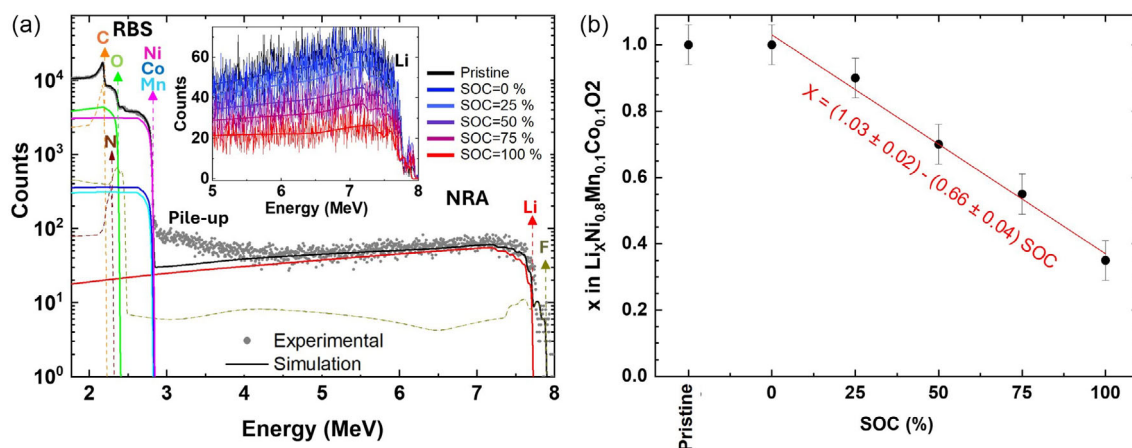 (a)
RBS
C
O
Ni
Co
Mn
N
10⁴
10³
10²
10¹
10⁰
Counts
2 3 4 5 6 7 8
Energy (MeV)
Pile-up
NRA
Li
F
Experimental
Simulation
60
40
20
0
Counts
5 6 7 8
Energy (MeV)
Li
Pristine
SOC=0 %
SOC=25 %
SOC=50 %
SOC=75 %
SOC=100 %
(b)
1.0
0.8
0.6
0.4
0.2
0.0
x in LiₓNi0.8Mn0.1Co0.1O2
X = (1.03 ± 0.02) - (0.66 ± 0.04) SOC
Pristine 0 25 50 75 100
SOC (%)